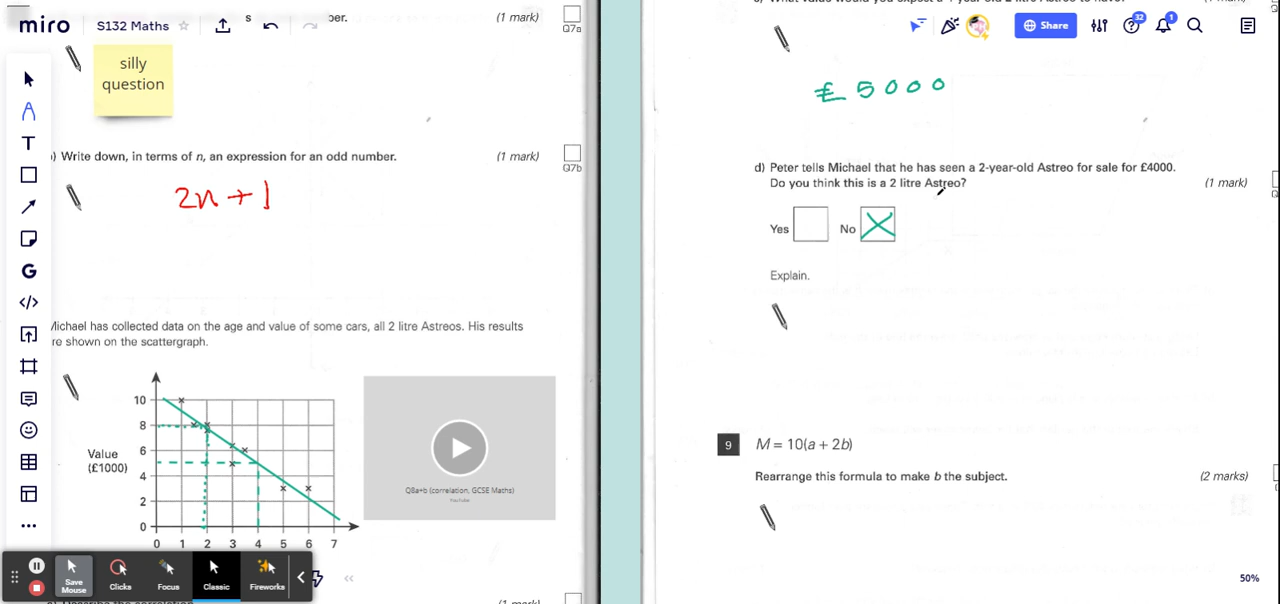 miro
S132 Maths
Share
32
1
(1 mark)
Q7a
silly
question
Write down, in terms of n, an expression for an odd number.
(1 mark)
Q7b
2n + 1
Michael has collected data on the age and value of some cars, all 2 litre Astreos. His results
re shown on the scattergraph.
Value
(£1000)
10
8
6
4
2
0
0 1 2 3 4 5 6 7
Q8a+b (correlation, GCSE Maths)
YouTube
Save
Mouse
Clicks
Focus
Classic
Fireworks
£ 5000
d) Peter tells Michael that he has seen a 2-year-old Astreo for sale for £4000.
Do you think this is a 2 litre Astreo?
(1 mark)
Yes
No
Explain.
9
M = 10(a + 2b)
Rearrange this formula to make b the subject.
(2 marks)
50%